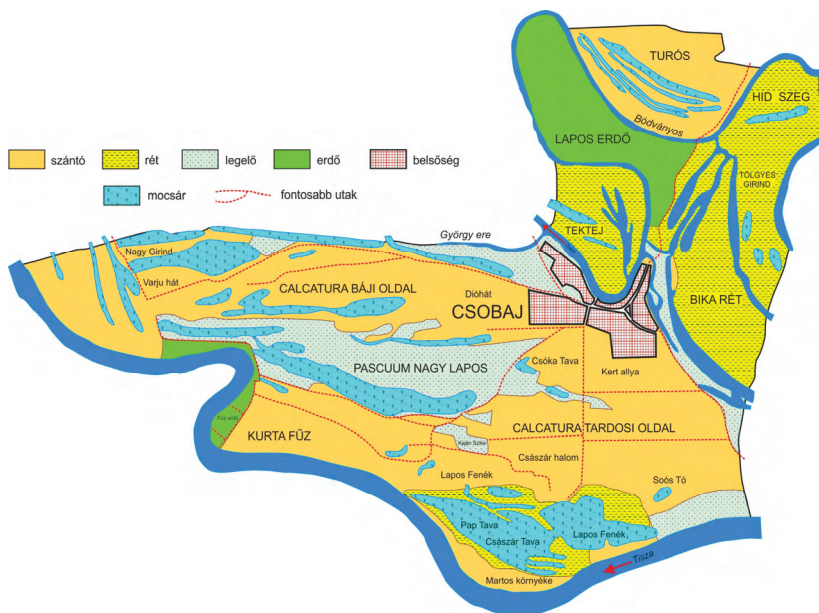 TURÓS
HID SZEG
Bódványos
LAPOS ERDŐ
szántó
rét
legelő
erdő
belsőség
mocsár
fontosabb utak
TÖLGYES
GIRIND
TEKTEJ
György ere
Nagy Girind
Varju hát
CALCATURA BÁJI OLDAL
Dióhát
CSOBAJ
BIKA RÉT
Csóka Tava
PASCUUM NAGY LAPOS
Kert allya
Fűz erdő
KURTA FŰZ
CALCATURA TARDOSI OLDAL
Császár halom
Lapos Fenék
Soós Tó
Pap Tava
Császár Tava
Lapos Fenék
Tisza
Martos környéke